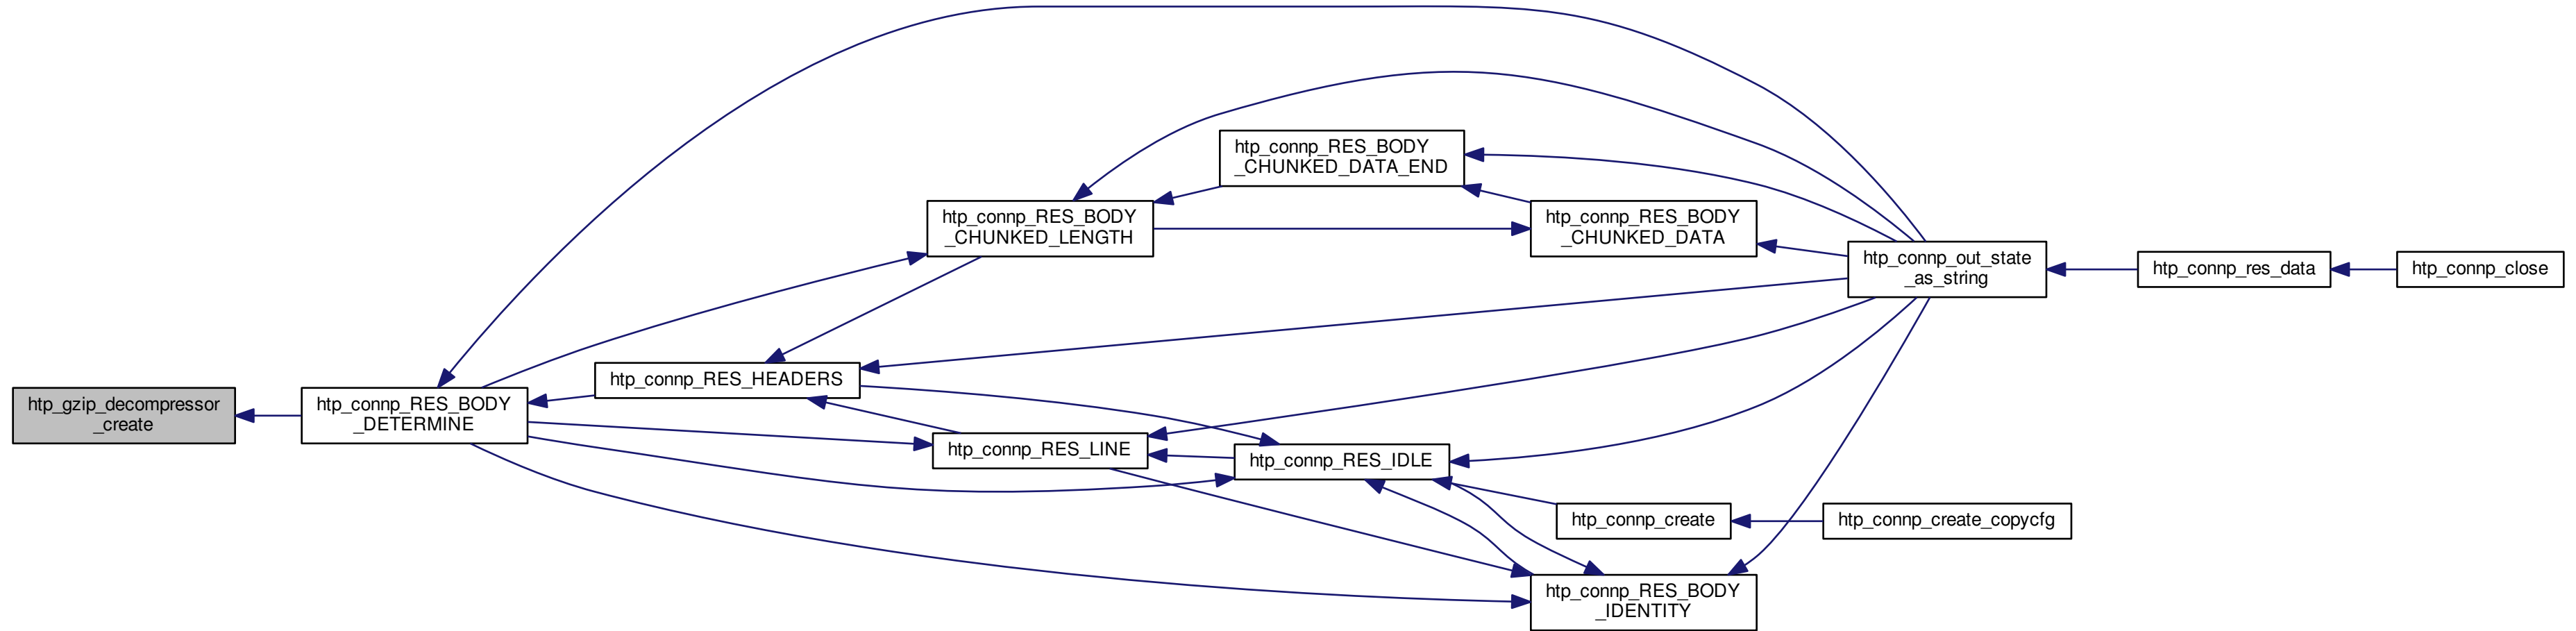 htp_gzip_decompressor
_create
htp_connp_RES_BODY
_DETERMINE
htp_connp_RES_HEADERS
htp_connp_RES_BODY
_CHUNKED_LENGTH
htp_connp_RES_LINE
htp_connp_RES_BODY
_CHUNKED_DATA_END
htp_connp_RES_IDLE
htp_connp_RES_BODY
_CHUNKED_DATA
htp_connp_create
htp_connp_RES_BODY
_IDENTITY
htp_connp_out_state
_as_string
htp_connp_create_copycfg
htp_connp_res_data
htp_connp_close